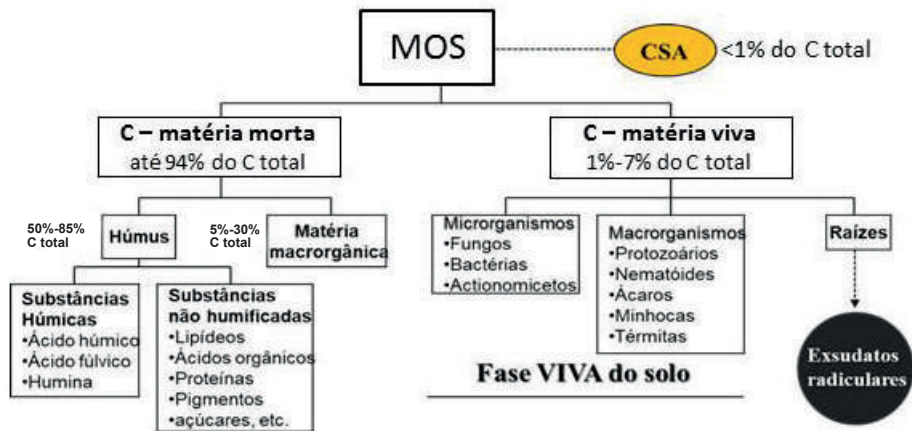 MOS
CSA
<1% do C total
C – matéria morta
até 94% do C total
C – matéria viva
1%-7% do C total
50%-85%
C total
Húmus
5%-30%
C total
Matéria
macrorgânica
Microrganismos
•Fungos
•Bactérias
•Actionomicetos
Macrorganismos
•Protozoários
•Nematóides
•Ácaros
•Minhocas
•Térmitas
Raízes
Substâncias
Húmicas
•Ácido húmico
•Ácido fúlvico
•Humina
Substâncias
não humificadas
•Lipídeos
•Ácidos orgânicos
•Proteínas
•Pigmentos
•açúcares, etc.
Fase VIVA do solo
Exsudatos
radiculares